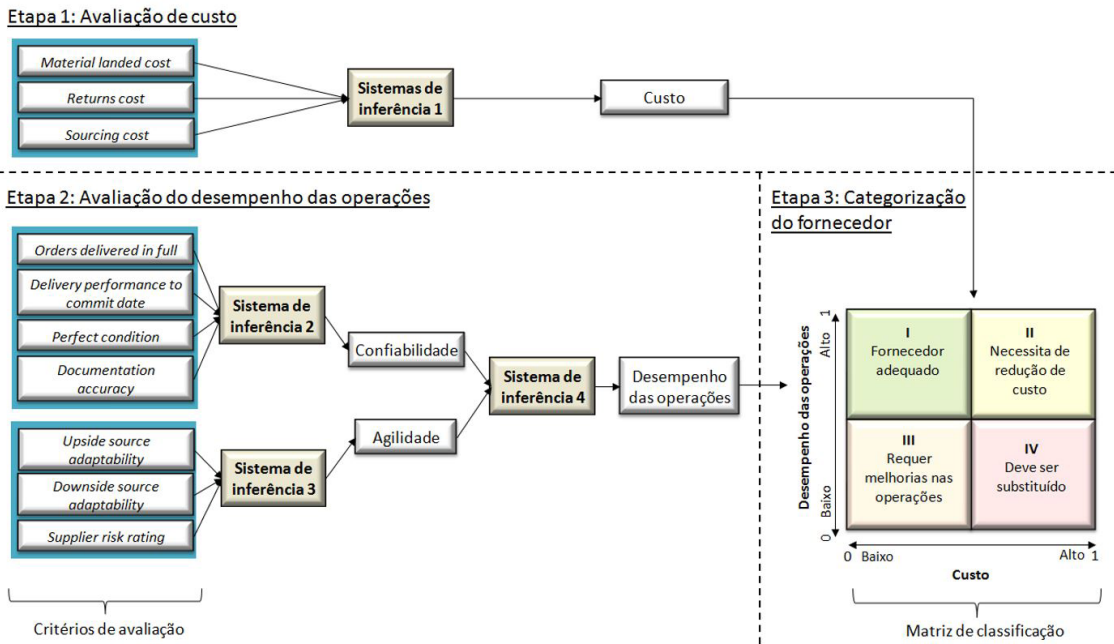 Etapa 1: Avaliação de custo
Material landed cost
Returns cost
Sourcing cost
Sistemas de
inferência 1
Custo
Etapa 2: Avaliação do desempenho das operações
Orders delivered in full
Delivery performance to
commit date
Perfect condition
Documentation
accuracy
Sistema de
inferência 2
Confiabilidade
Upside source
adaptability
Downside source
adaptability
Supplier risk rating
Sistema de
inferência 3
Agilidade
Sistema de
inferência 4
Desempenho
das operações
Critérios de avaliação
Etapa 3: Categorização
do fornecedor
Desempenho das operações
1
Alto
Baixo
0
I
Fornecedor
adequado
II
Necessita de
redução de
custo
III
Requer
melhorias nas
operações
IV
Deve ser
substituído
0 Baixo Alto 1
Custo
Matriz de classificação